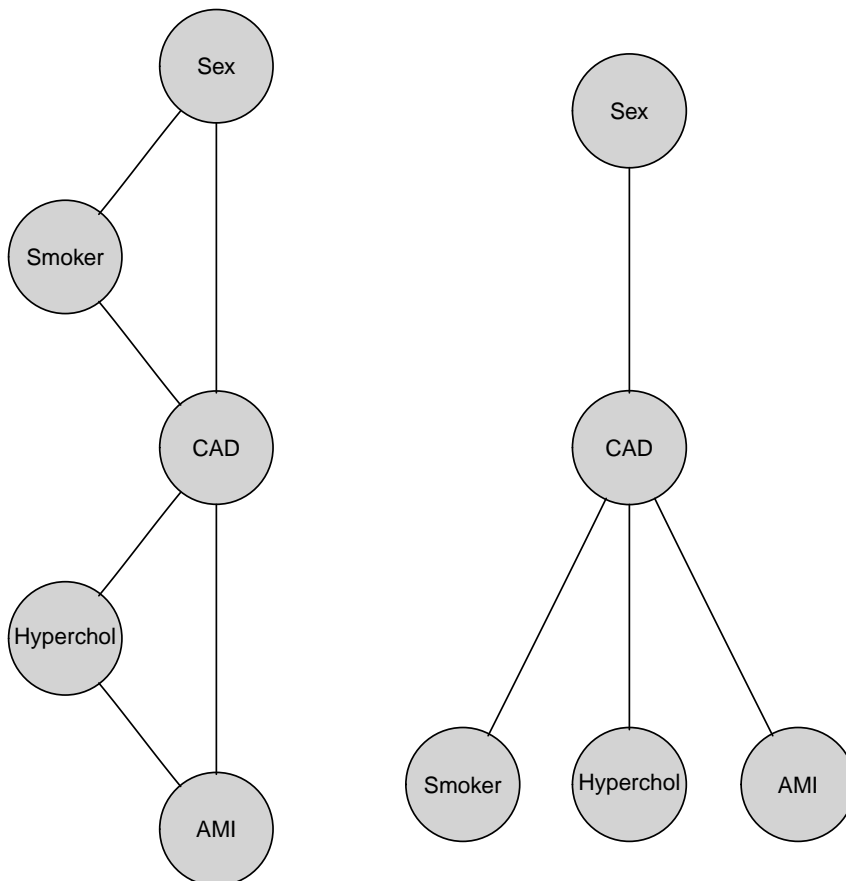 Sex
Smoker
CAD
Hyperchol
AMI
Sex
CAD
Smoker
Hyperchol
AMI